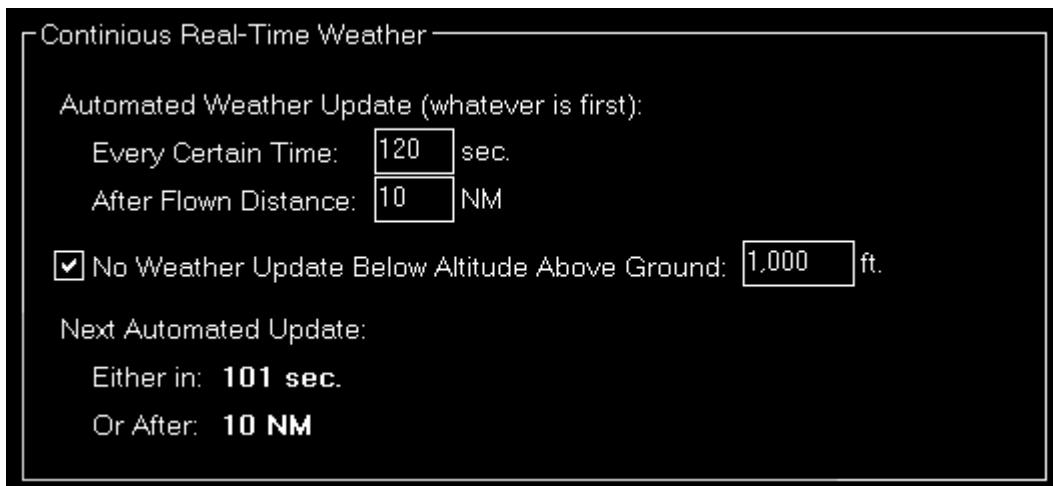 Continious Real-Time Weather
Automated Weather Update (whatever is first):
Every Certain Time: 120 sec.
After Flown Distance: 10 NM
No Weather Update Below Altitude Above Ground: 1,000 ft.
Next Automated Update:
Either in: 101 sec.
Or After: 10 NM